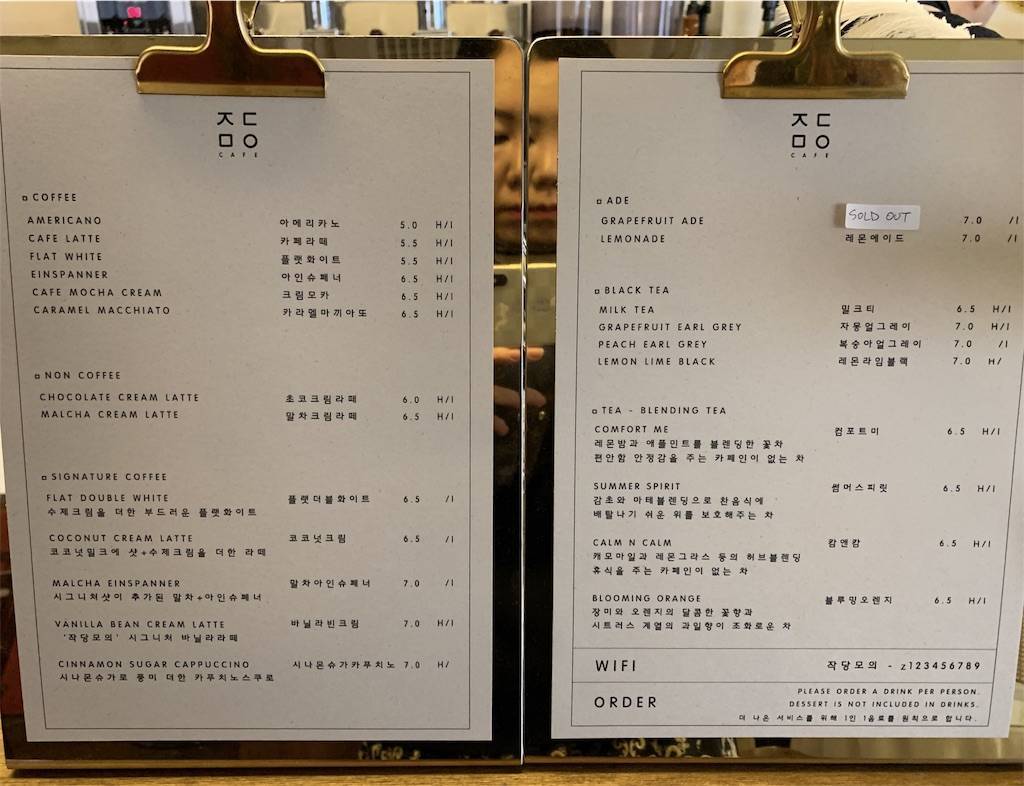 ㅈㄷ
ㅁㅇ
CAFE
COFFEE
AMERICANO 아메리카노 5.0 H/I
CAFE LATTE 카페라떼 5.5 H/I
FLAT WHITE 플랫화이트 5.5 H/I
EINSPANNER 아인슈페너 6.5 H/I
CAFE MOCHA CREAM 크림모카 6.5 H/I
CARAMEL MACCHIATO 카라멜마끼아또 6.5 H/I
NON COFFEE
CHOCOLATE CREAM LATTE 초코크림라떼 6.0 H/I
MALCHA CREAM LATTE 말차크림라떼 6.5 H/I
SIGNATURE COFFEE
FLAT DOUBLE WHITE 플랫더블화이트 6.5 /I
수제크림을 더한 부드러운 플랫화이트
COCONUT CREAM LATTE 코코넛크림 6.5 /I
코코넛밀크에 샷+수제크림을 더한 라떼
MALCHA EINSPANNER 말차아인슈페너 7.0 /I
시그니처샷이 추가된 말차+아인슈페너
VANILLA BEAN CREAM LATTE 바닐라빈크림 7.0 H/I
'작당모의' 시그니처 바닐라라떼
CINNAMON SUGAR CAPPUCCINO 시나몬슈가카푸치노 7.0 H/
시나몬슈가로 풍미 더한 카푸치노스쿠로
ㅈㄷ
ㅁㅇ
CAFE
ADE
GRAPEFRUIT ADE SOLD OUT 7.0 /I
LEMONADE 레몬에이드 7.0 /I
BLACK TEA
MILK TEA 밀크티 6.5 H/I
GRAPEFRUIT EARL GREY 자몽얼그레이 7.0 H/I
PEACH EARL GREY 복숭아얼그레이 7.0 /I
LEMON LIME BLACK 레몬라임블랙 7.0 H/
TEA - BLENDING TEA
COMFORT ME 컴포트미 6.5 H/I
레몬밤과 애플민트를 블렌딩한 꽃차
편안함 안정감을 주는 카페인이 없는 차
SUMMER SPIRIT 썸머스피릿 6.5 H/I
감초와 마테블렌딩으로 찬음식에
배탈나기 쉬운 위를 보호해주는 차
CALM N CALM 캄앤캄 6.5 H/I
캐모마일과 레몬그라스 등의 허브블렌딩
휴식을 주는 카페인이 없는 차
BLOOMING ORANGE 블루밍오렌지 6.5 H/I
장미와 오렌지의 달콤한 꽃향과
시트러스 계열의 과일향이 조화로운 차
WIFI 작당모의 - z123456789
ORDER
PLEASE ORDER A DRINK PER PERSON.
DESSERT IS NOT INCLUDED IN DRINKS.
더 나은 서비스를 위해 1인 1음료를 원칙으로 합니다.